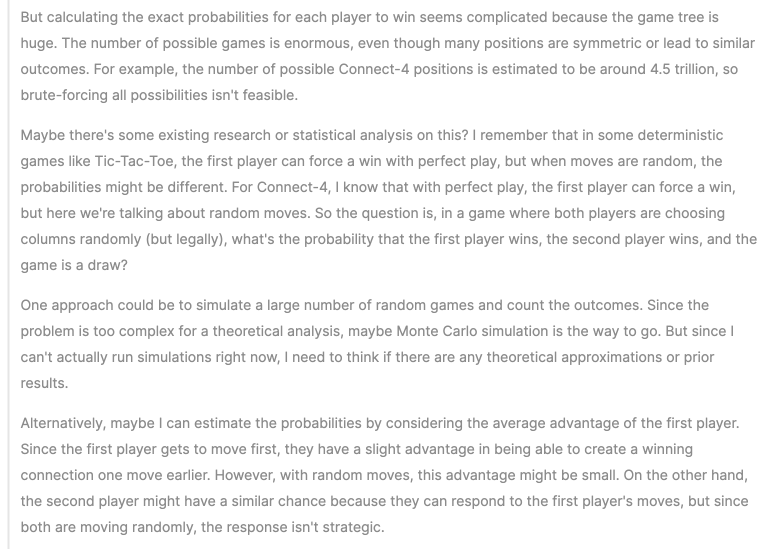 But calculating the exact probabilities for each player to win seems complicated because the game tree is
huge. The number of possible games is enormous, even though many positions are symmetric or lead to similar
outcomes. For example, the number of possible Connect-4 positions is estimated to be around 4.5 trillion, so
brute-forcing all possibilities isn't feasible.
Maybe there's some existing research or statistical analysis on this? I remember that in some deterministic
games like Tic-Tac-Toe, the first player can force a win with perfect play, but when moves are random, the
probabilities might be different. For Connect-4, I know that with perfect play, the first player can force a win,
but here we're talking about random moves. So the question is, in a game where both players are choosing
columns randomly (but legally), what's the probability that the first player wins, the second player wins, and the
game is a draw?
One approach could be to simulate a large number of random games and count the outcomes. Since the
problem is too complex for a theoretical analysis, maybe Monte Carlo simulation is the way to go. But since I
can't actually run simulations right now, I need to think if there are any theoretical approximations or prior
results.
Alternatively, maybe I can estimate the probabilities by considering the average advantage of the first player.
Since the first player gets to move first, they have a slight advantage in being able to create a winning
connection one move earlier. However, with random moves, this advantage might be small. On the other hand,
the second player might have a similar chance because they can respond to the first player's moves, but since
both are moving randomly, the response isn't strategic.